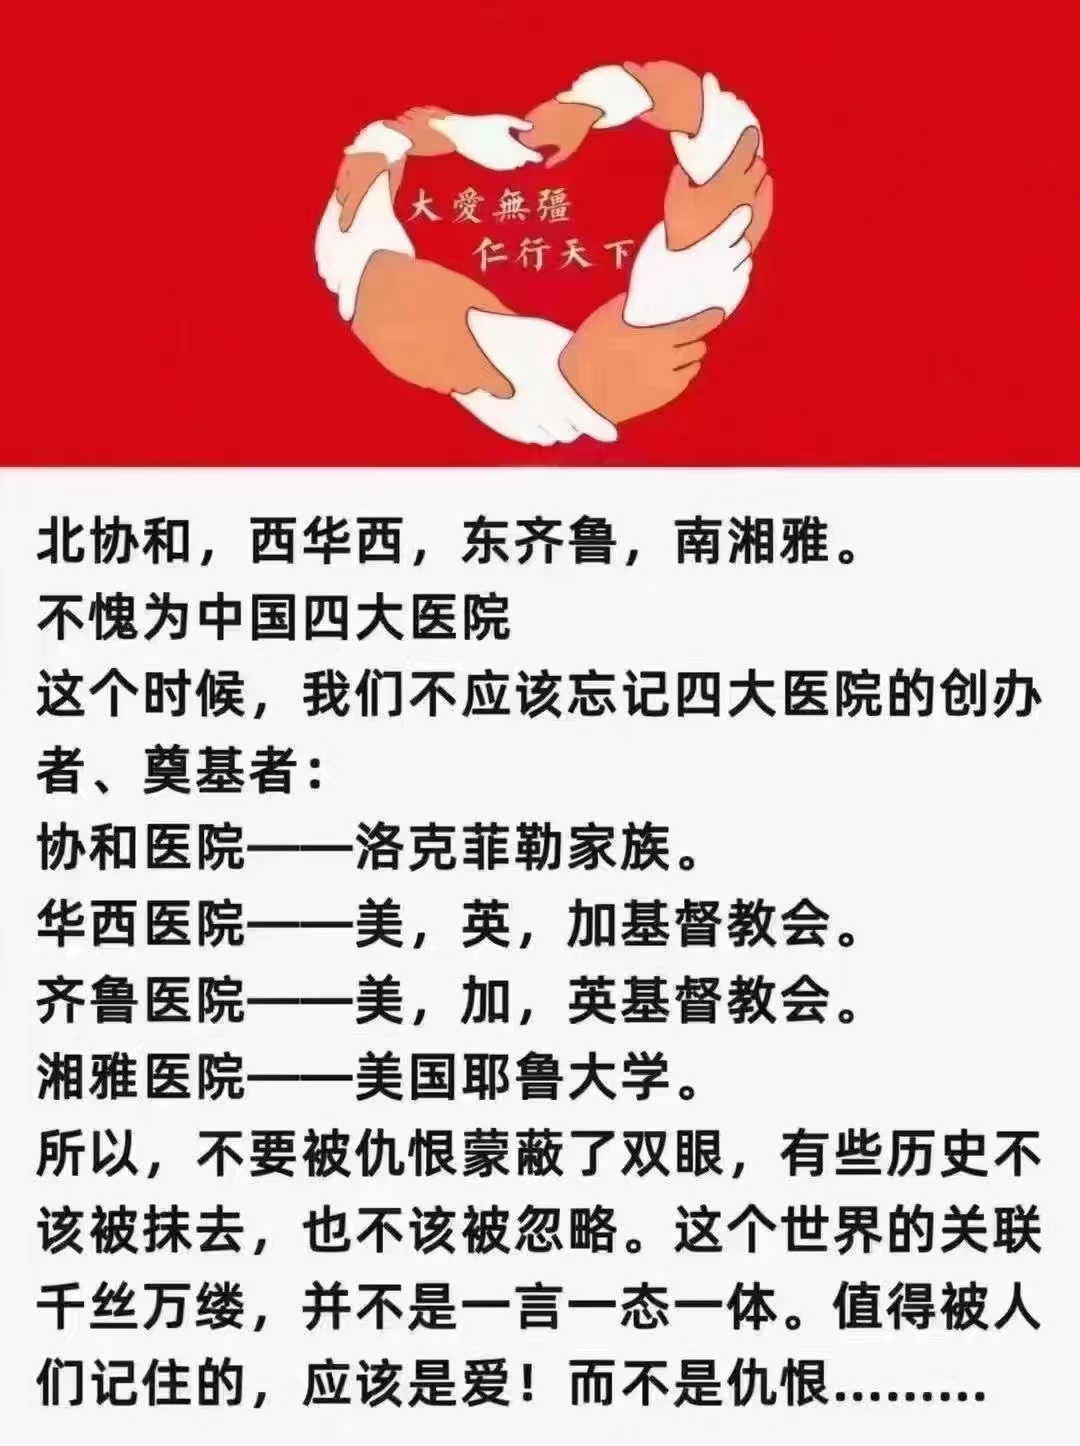 大愛無疆
仁行天下
北协和，西华西，东齐鲁，南湘雅。
不愧为中国四大医院
这个时候，我们不应该忘记四大医院的创办
者、奠基者：
协和医院——洛克菲勒家族。
华西医院——美，英，加基督教会。
齐鲁医院——美，加，英基督教会。
湘雅医院——美国耶鲁大学。
所以，不要被仇恨蒙蔽了双眼，有些历史不
该被抹去，也不该被忽略。这个世界的关联
千丝万缕，并不是一言一态一体。值得被人
们记住的，应该是爱！而不是仇恨.........